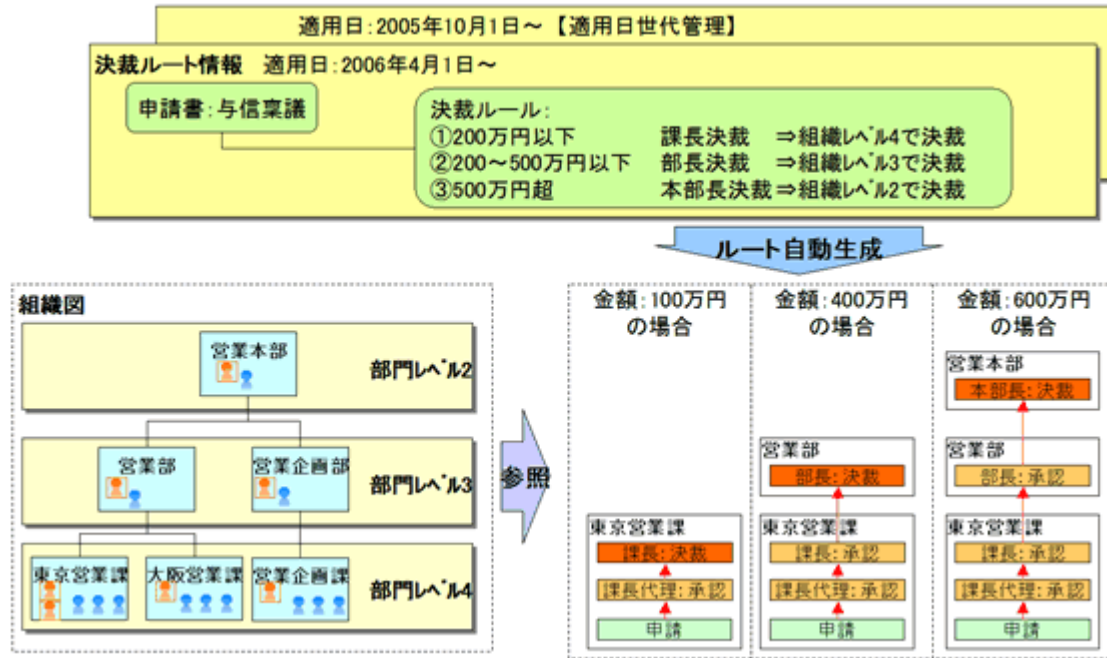 適用日：2005年10月1日～【適用日世代管理】
決裁ルート情報 適用日：2006年4月1日～
申請書：与信稟議
決裁ルール：
①200万円以下 課長決裁 ⇒組織レベル4で決裁
②200～500万円以下 部長決裁 ⇒組織レベル3で決裁
③500万円超 本部長決裁⇒組織レベル2で決裁
ルート自動生成
組織図
営業本部
部門レベル2
営業部
営業企画部
部門レベル3
東京営業課
大阪営業課
営業企画課
部門レベル4
参照
金額：100万円
の場合
東京営業課
課長：決裁
課長代理：承認
申請
金額：400万円
の場合
営業部
部長：決裁
東京営業課
課長：承認
課長代理：承認
申請
金額：600万円
の場合
営業本部
本部長：決裁
営業部
部長：承認
東京営業課
課長：承認
課長代理：承認
申請